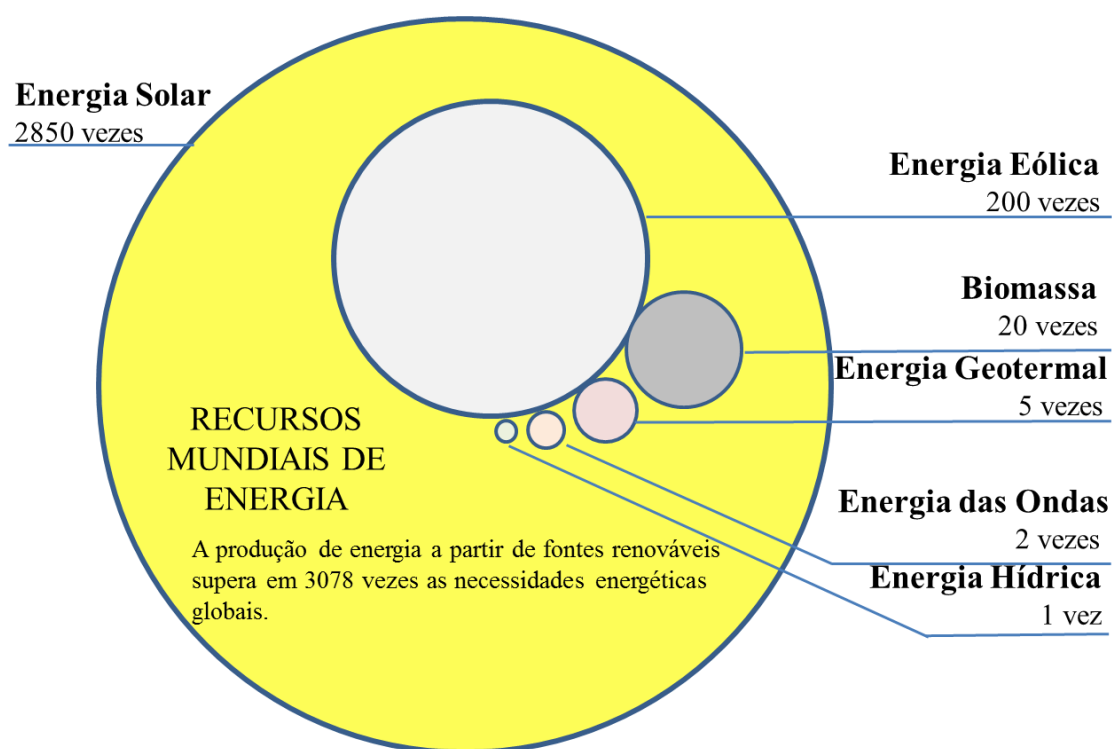 Energia Solar
2850 vezes
Energia Eólica
200 vezes
Biomassa
20 vezes
Energia Geotermal
5 vezes
RECURSOS
MUNDIAIS DE
ENERGIA
A produção de energia a partir de fontes renováveis
supera em 3078 vezes as necessidades energéticas
globais.
Energia das Ondas
2 vezes
Energia Hídrica
1 vez